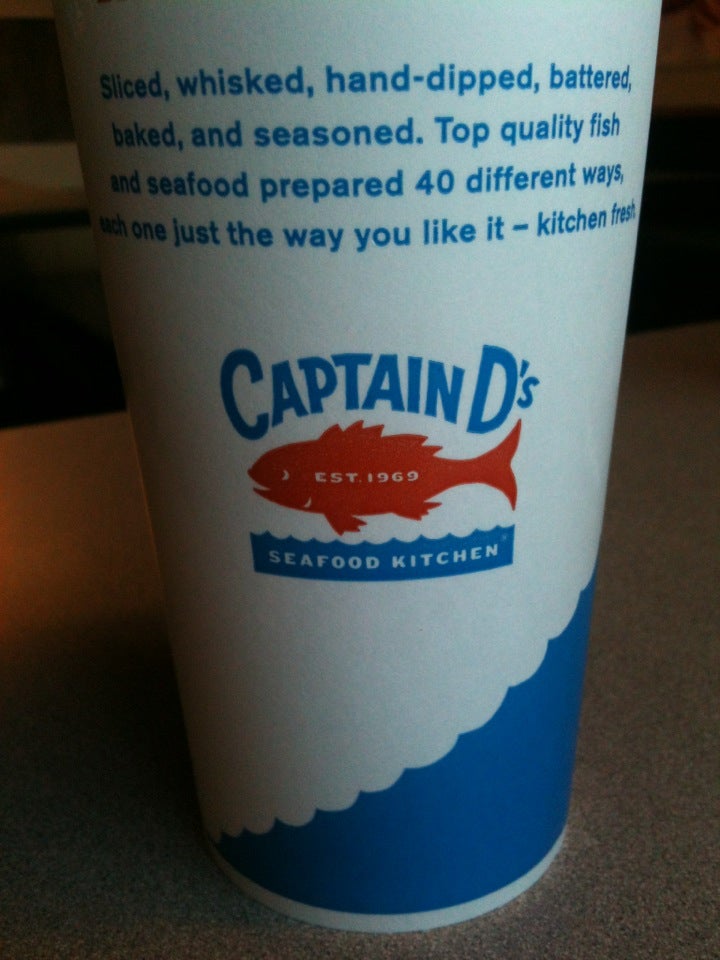 Sliced, whisked, hand-dipped, battered,
baked, and seasoned. Top quality fish
and seafood prepared 40 different ways,
each one just the way you like it – kitchen fresh
CAPTAIN D's
EST. 1969
SEAFOOD KITCHEN®